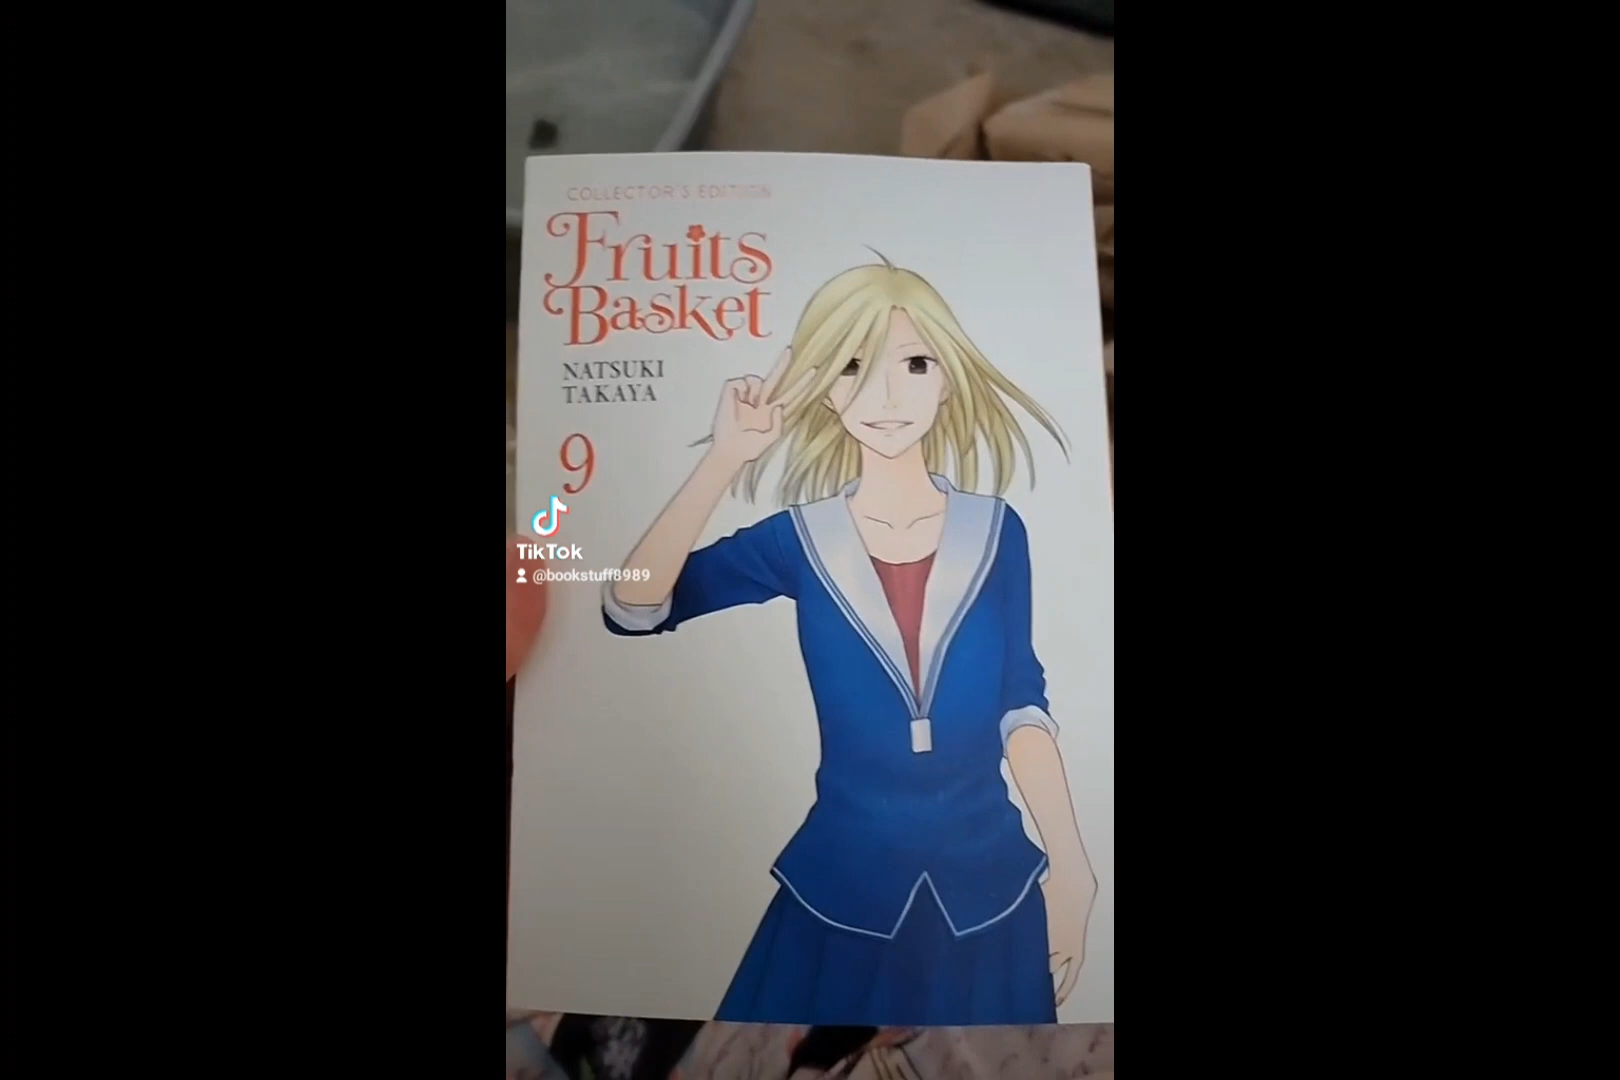 COLLECTOR'S EDITION
Fruits
Basket
NATSUKI
TAKAYA
9
TikTok
@bookstuff8989